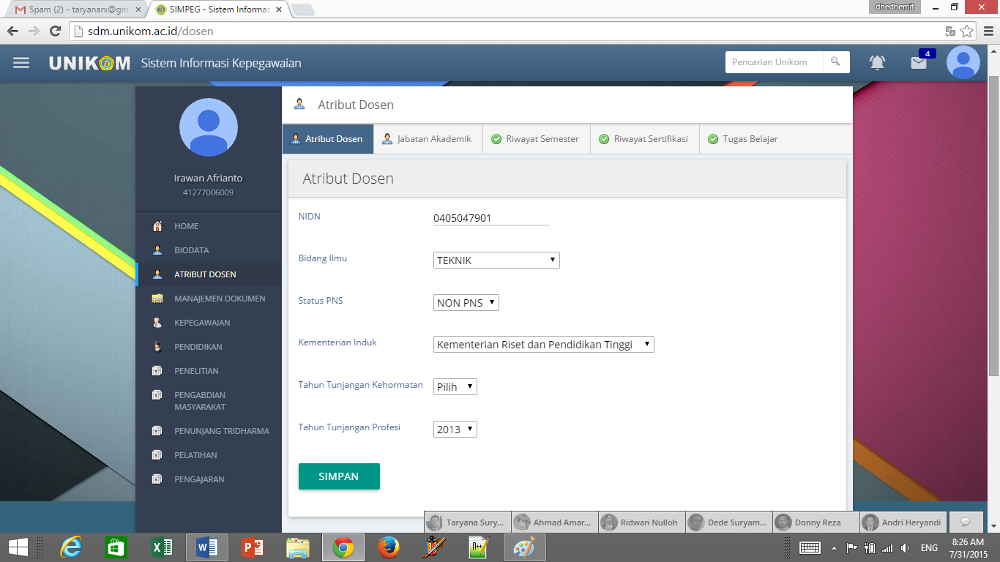 Spam (2) - taryanarx@gm
SIMPEG - Sistem Informas
dhedhemit
sdm.unikom.ac.id/dosen
UNIKOM Sistem Informasi Kepegawaian
Pencarian Unikom
4
Irawan Afrianto
41277006009
HOME
BIODATA
ATRIBUT DOSEN
MANAJEMEN DOKUMEN
KEPEGAWAIAN
PENDIDIKAN
PENELITIAN
PENGABDIAN
MASYARAKAT
PENUNJANG TRIDHARMA
PELATIHAN
PENGAJARAN
Atribut Dosen
Atribut Dosen
Jabatan Akademik
Riwayat Semester
Riwayat Sertifikasi
Tugas Belajar
Atribut Dosen
NIDN 0405047901
Bidang Ilmu TEKNIK
Status PNS NON PNS
Kementerian Induk Kementerian Riset dan Pendidikan Tinggi
Tahun Tunjangan Kehormatan Pilih
Tahun Tunjangan Profesi 2013
SIMPAN
Taryana Sury...
Ahmad Amar...
Ridwan Nulloh
Dede Suryam...
Donny Reza
Andri Heryandi
ENG
8:26 AM
7/31/2015